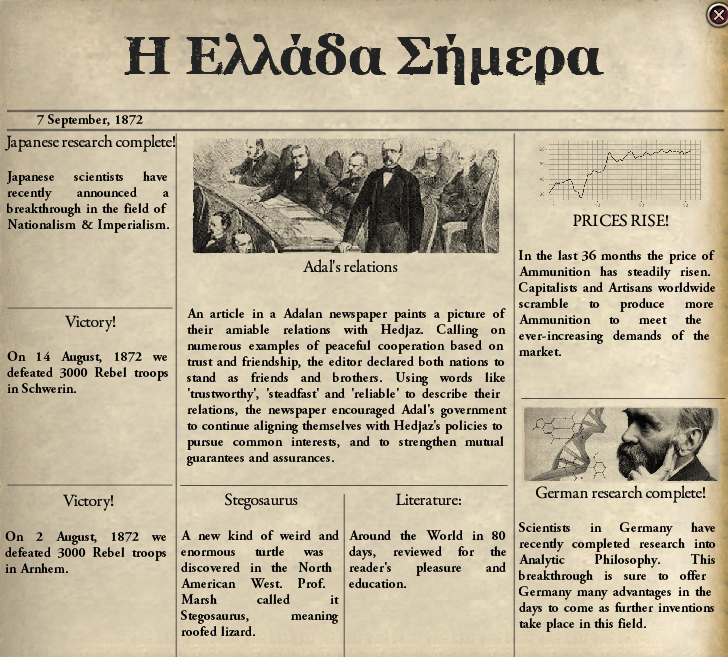 Η Ελλάδα Σήμερα
7 September, 1872
Japanese research complete!
Japanese scientists have
recently announced a
breakthrough in the field of
Nationalism & Imperialism.
Victory!
On 14 August, 1872 we
defeated 3000 Rebel troops
in Schwerin.
Victory!
On 2 August, 1872 we
defeated 3000 Rebel troops
in Arnhem.
Adal's relations
An article in a Adalan newspaper paints a picture of
their amiable relations with Hedjaz. Calling on
numerous examples of peaceful cooperation based on
trust and friendship, the editor declared both nations to
stand as friends and brothers. Using words like
'trustworthy', 'steadfast' and 'reliable' to describe their
relations, the newspaper encouraged Adal's government
to continue aligning themselves with Hedjaz's policies to
pursue common interests, and to strengthen mutual
guarantees and assurances.
Stegosaurus
A new kind of weird and
enormous turtle was
discovered in the North
American West. Prof.
Marsh called it
Stegosaurus, meaning
roofed lizard.
Literature:
Around the World in 80
days, reviewed for the
reader's pleasure and
education.
PRICES RISE!
In the last 36 months the price of
Ammunition has steadily risen.
Capitalists and Artisans worldwide
scramble to produce more
Ammunition to meet the
ever-increasing demands of the
market.
German research complete!
Scientists in Germany have
recently completed research into
Analytic Philosophy. This
breakthrough is sure to offer
Germany many advantages in the
days to come as further inventions
take place in this field.